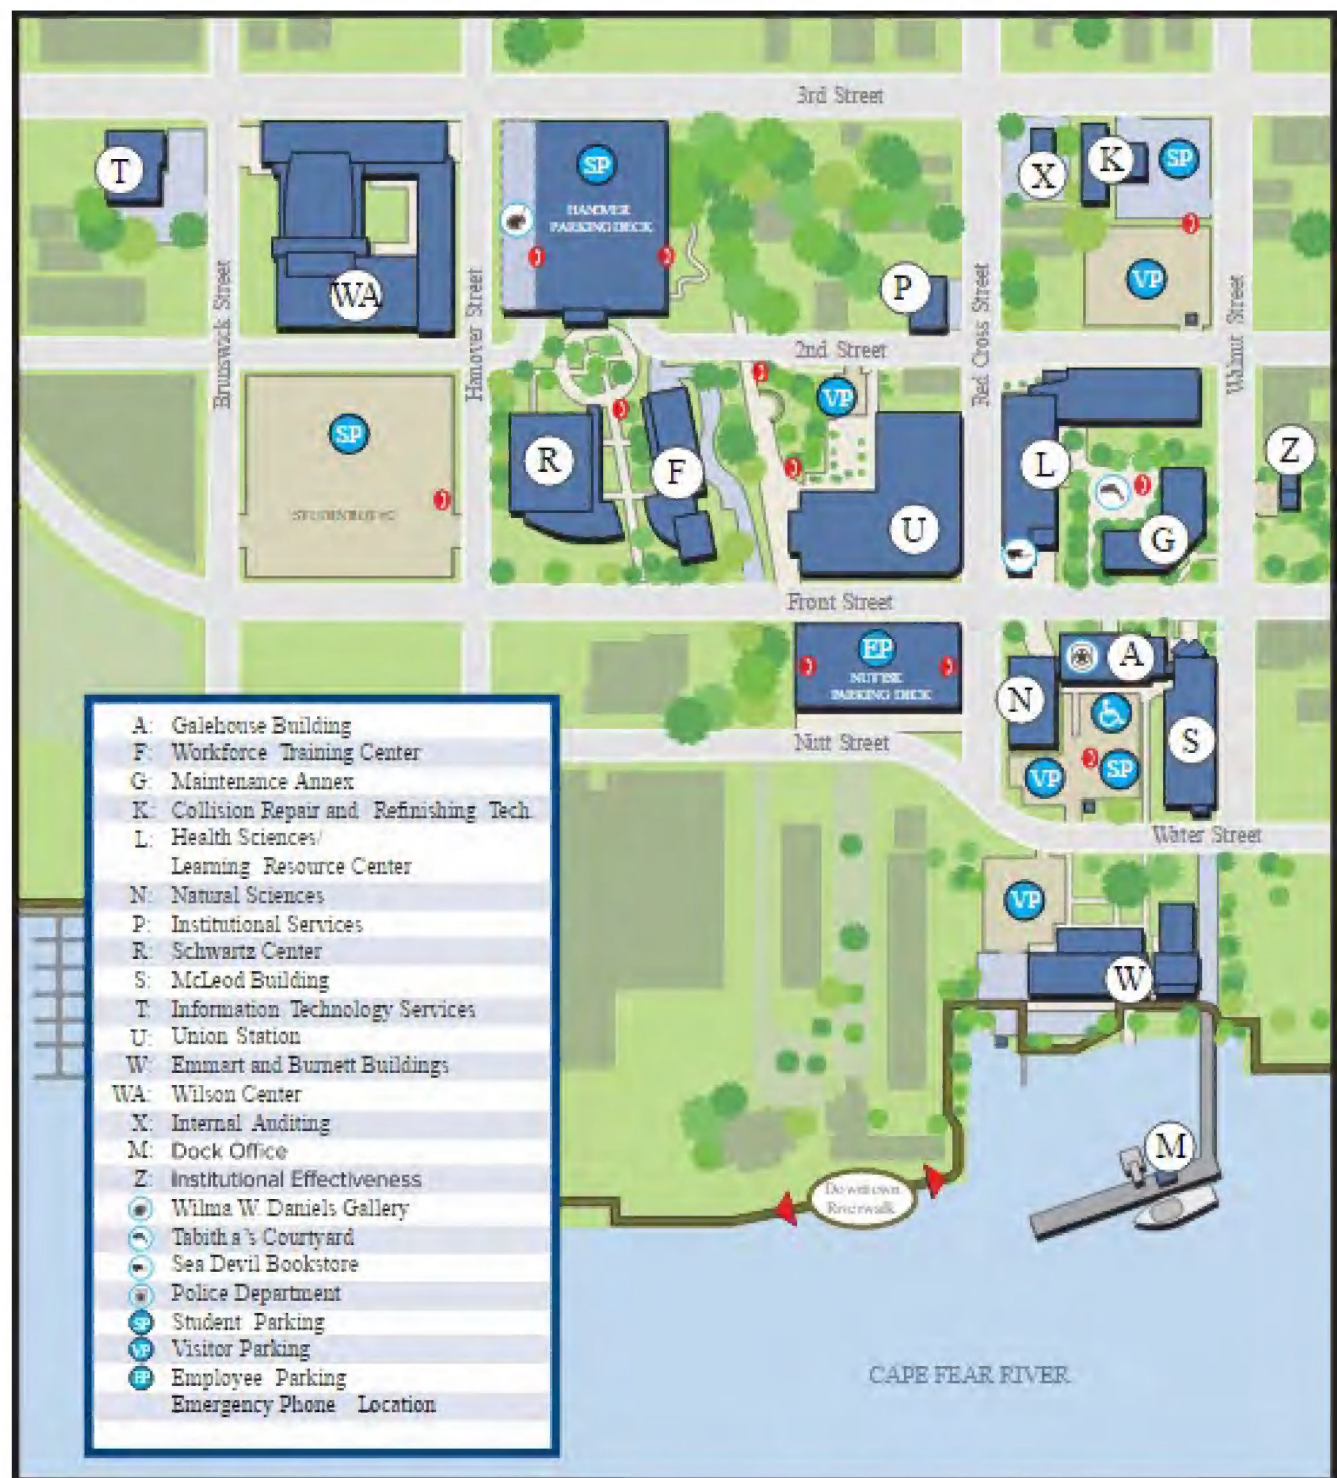 3rd Street
T
WA
SP
HANOVER
PARKING DECK
X
K
SP
VP
P
Brunswick Street
Hanover Street
Red Cross Street
Walnut Street
2nd Street
SP
R
F
VP
U
L
G
Z
Front Street
EP
PARKING DECK
A
N
S
VP
SP
Nutt Street
Water Street
VP
W
M
Downtown
Riverwalk
CAPE FEAR RIVER
A: Galehouse Building
F: Workforce Training Center
G: Maintenance Annex
K: Collision Repair and Refinishing Tech.
L: Health Sciences/
Learning Resource Center
N: Natural Sciences
P: Institutional Services
R: Schwartz Center
S: McLeod Building
T: Information Technology Services
U: Union Station
W: Emmart and Burnett Buildings
WA: Wilson Center
X: Internal Auditing
M: Dock Office
Z: Institutional Effectiveness
Wilma W. Daniels Gallery
Tabitha's Courtyard
Sea Devil Bookstore
Police Department
SP Student Parking
VP Visitor Parking
EP Employee Parking
Emergency Phone Location